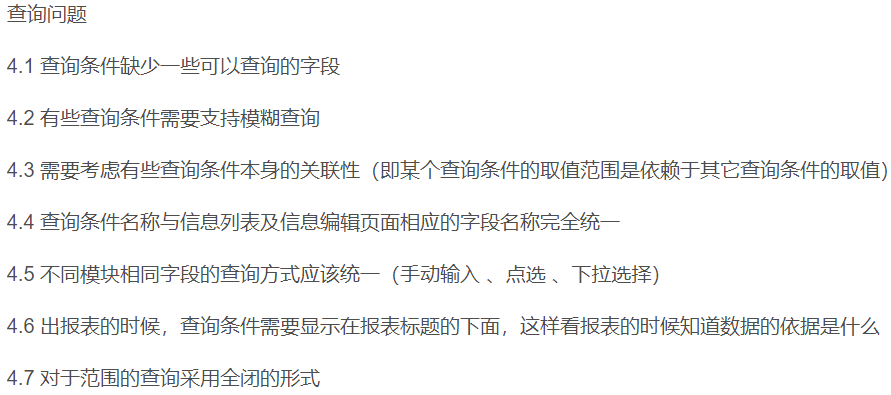 查询问题
4.1 查询条件缺少一些可以查询的字段
4.2 有些查询条件需要支持模糊查询
4.3 需要考虑有些查询条件本身的关联性（即某个查询条件的取值范围是依赖于其它查询条件的取值）
4.4 查询条件名称与信息列表及信息编辑页面相应的字段名称完全统一
4.5 不同模块相同字段的查询方式应该统一（手动输入 、点选 、下拉选择）
4.6 出报表的时候，查询条件需要显示在报表标题的下面，这样看报表的时候知道数据的依据是什么
4.7 对于范围的查询采用全闭的形式